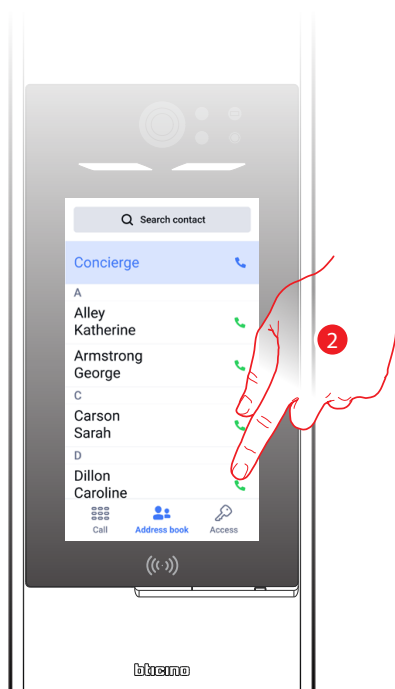 Search contact
Concierge
A
Alley
Katherine
Armstrong
George
C
Carson
Sarah
D
Dillon
Caroline
Call Address book Access
2
bticino